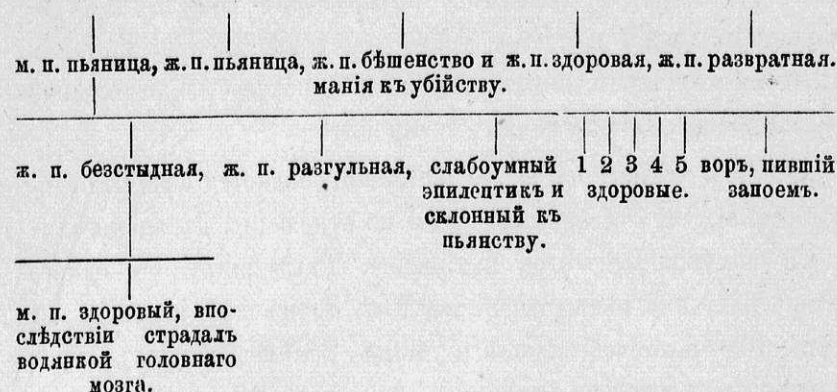 м. п. пьяница, ж. п. пьяница, ж. п. бѣшенство и ж. п. здоровая, ж. п. развратная.
манія къ убійству.
ж. п. безстыдная, ж. п. разгульная, слабоумный 1 2 3 4 5 воръ, пившій
эпилептикъ и здоровые. запоемъ.
склонный къ
пьянству.
м. п. здоровый, впо-
слѣдствіи страдалъ
водянкой головнаго
мозга.